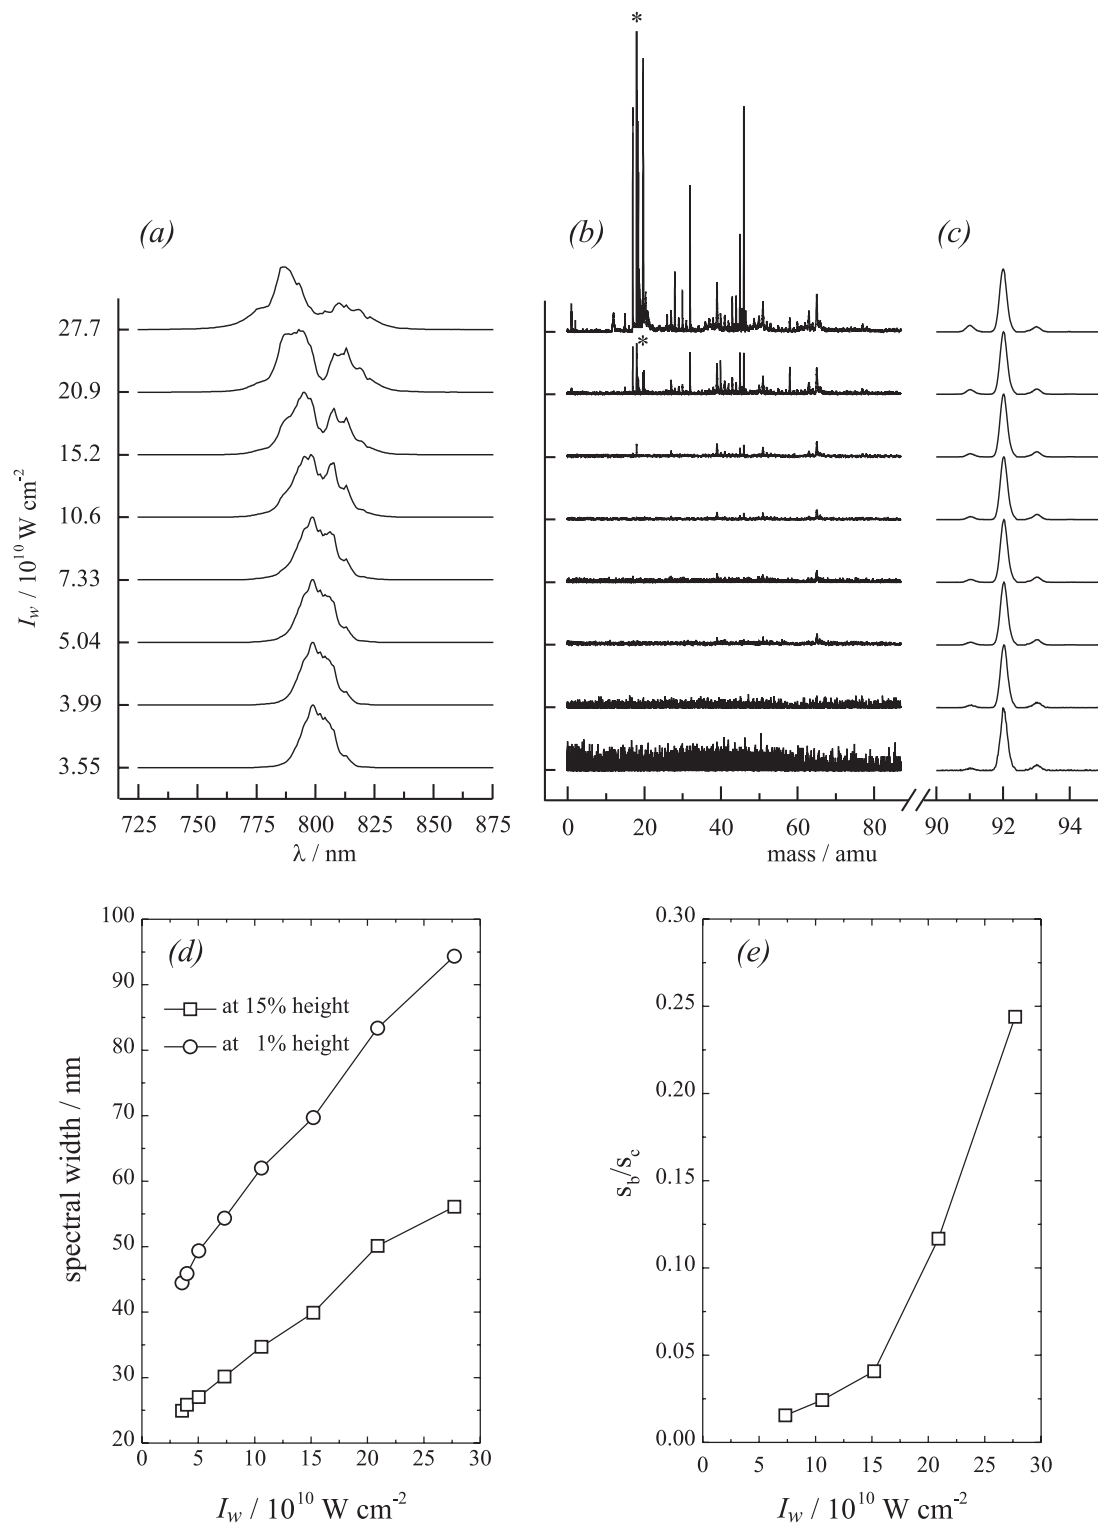 *
(a)
(b)
(c)
27.7
20.9
15.2
10.6
7.33
5.04
3.99
3.55
I_w / 10^10 W cm^-2
*
725 750 775 800 825 850 875
λ / nm
0 20 40 60 80
mass / amu
90 92 94
(d)
100
90
80
70
60
50
40
30
20
spectral width / nm
at 15% height
at 1% height
0 5 10 15 20 25 30
I_w / 10^10 W cm^-2
(e)
0.30
0.25
0.20
0.15
0.10
0.05
0.00
s_b/s_c
0 5 10 15 20 25 30
I_w / 10^10 W cm^-2